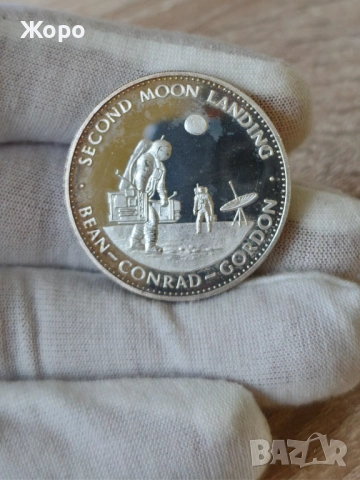 Жоро
· SECOND MOON LANDING ·
BEAN–CONRAD–GORDON
BAZAR